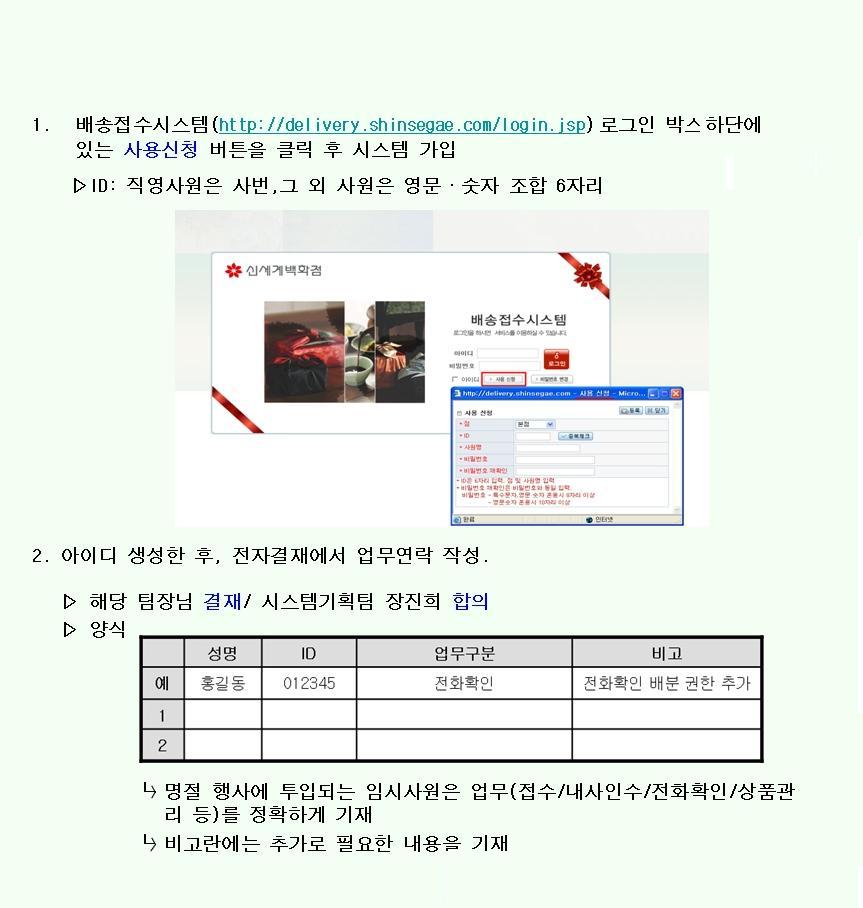 1. 배송접수시스템(http://delivery.shinsegae.com/login.jsp) 로그인 박스하단에
있는 사용신청 버튼을 클릭 후 시스템 가입
▷ID: 직영사원은 사번,그 외 사원은 영문·숫자 조합 6자리
신세계백화점
배송접수시스템
로그인을 하시면 서비스를 이용하실 수 있습니다.
아이디
로그인
비밀번호
아이디 사용 신청 비밀번호 변경
http://delivery.shinsegae.com - 사용 신청 - Micro...
사용 신청 등록 닫기
점 본점
ID 중복체크
사원명
비밀번호
비밀번호 재확인
ID은 6자리 입력, 점 및 사원명 입력
비밀번호 재확인은 비밀번호와 동일 입력.
비밀번호 - 특수문자,영문 숫자 혼용시 8자리 이상
- 영문숫자 혼용시 10자리 이상
완료 인터넷
2. 아이디 생성한 후, 전자결재에서 업무연락 작성.
▷ 해당 팀장님 결재/ 시스템기획팀 장진희 합의
▷ 양식
성명 ID 업무구분 비고
예 홍길동 012345 전화확인 전화확인 배분 권한 추가
1
2
↳ 명절 행사에 투입되는 임시사원은 업무(접수/내사인수/전화확인/상품관
리 등)를 정확하게 기재
↳ 비고란에는 추가로 필요한 내용을 기재